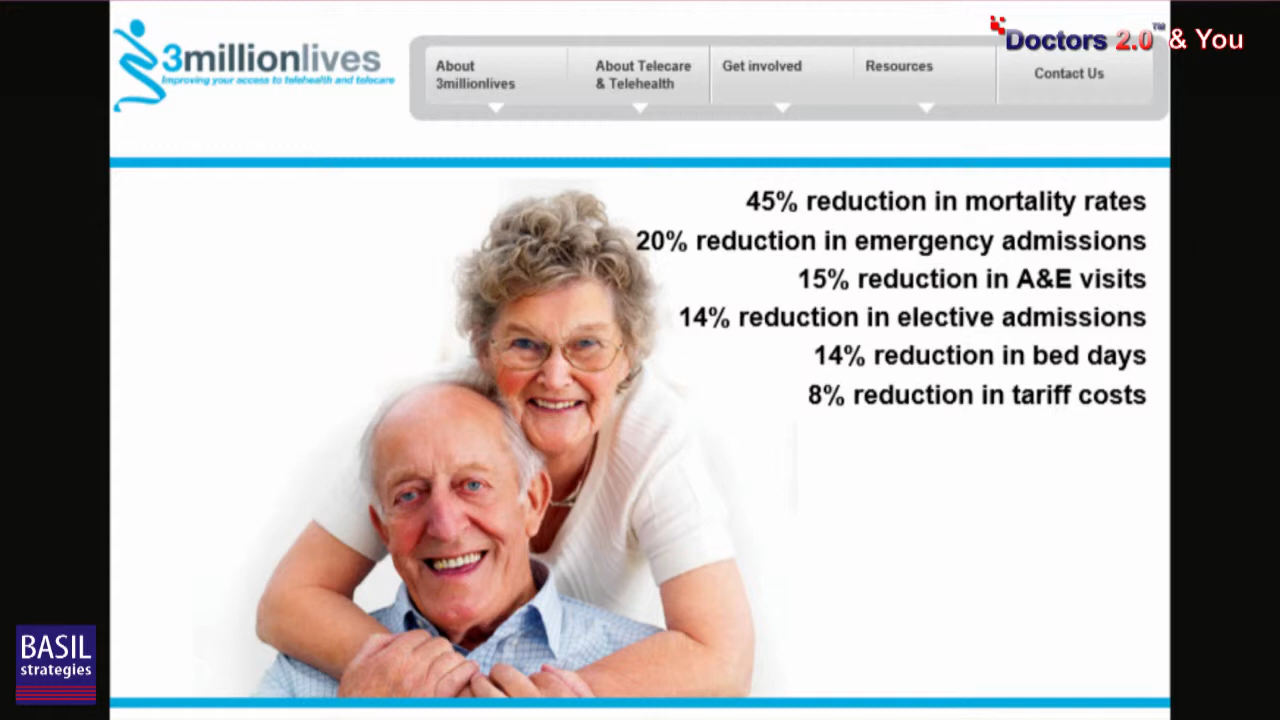 3millionlives
Improving your access to telehealth and telecare
About
3millionlives
About Telecare
& Telehealth
Get involved
Resources
Contact Us
Doctors 2.0™ & You
45% reduction in mortality rates
20% reduction in emergency admissions
15% reduction in A&E visits
14% reduction in elective admissions
14% reduction in bed days
8% reduction in tariff costs
BASIL
strategies